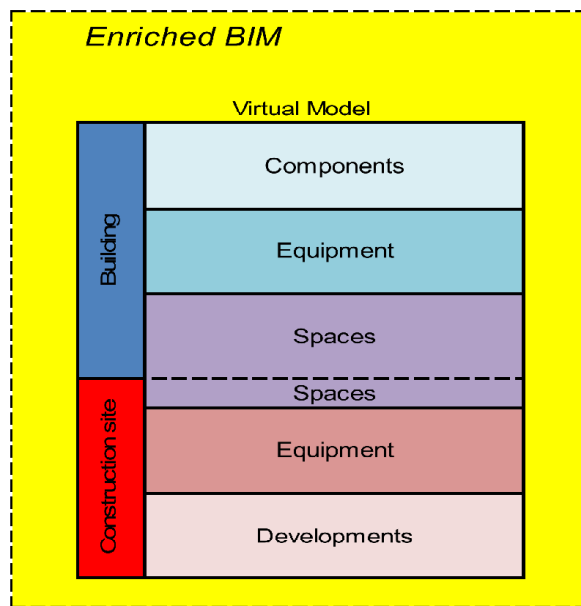 Enriched BIM
Virtual Model
Building
Components
Equipment
Spaces
Construction site
Spaces
Equipment
Developments